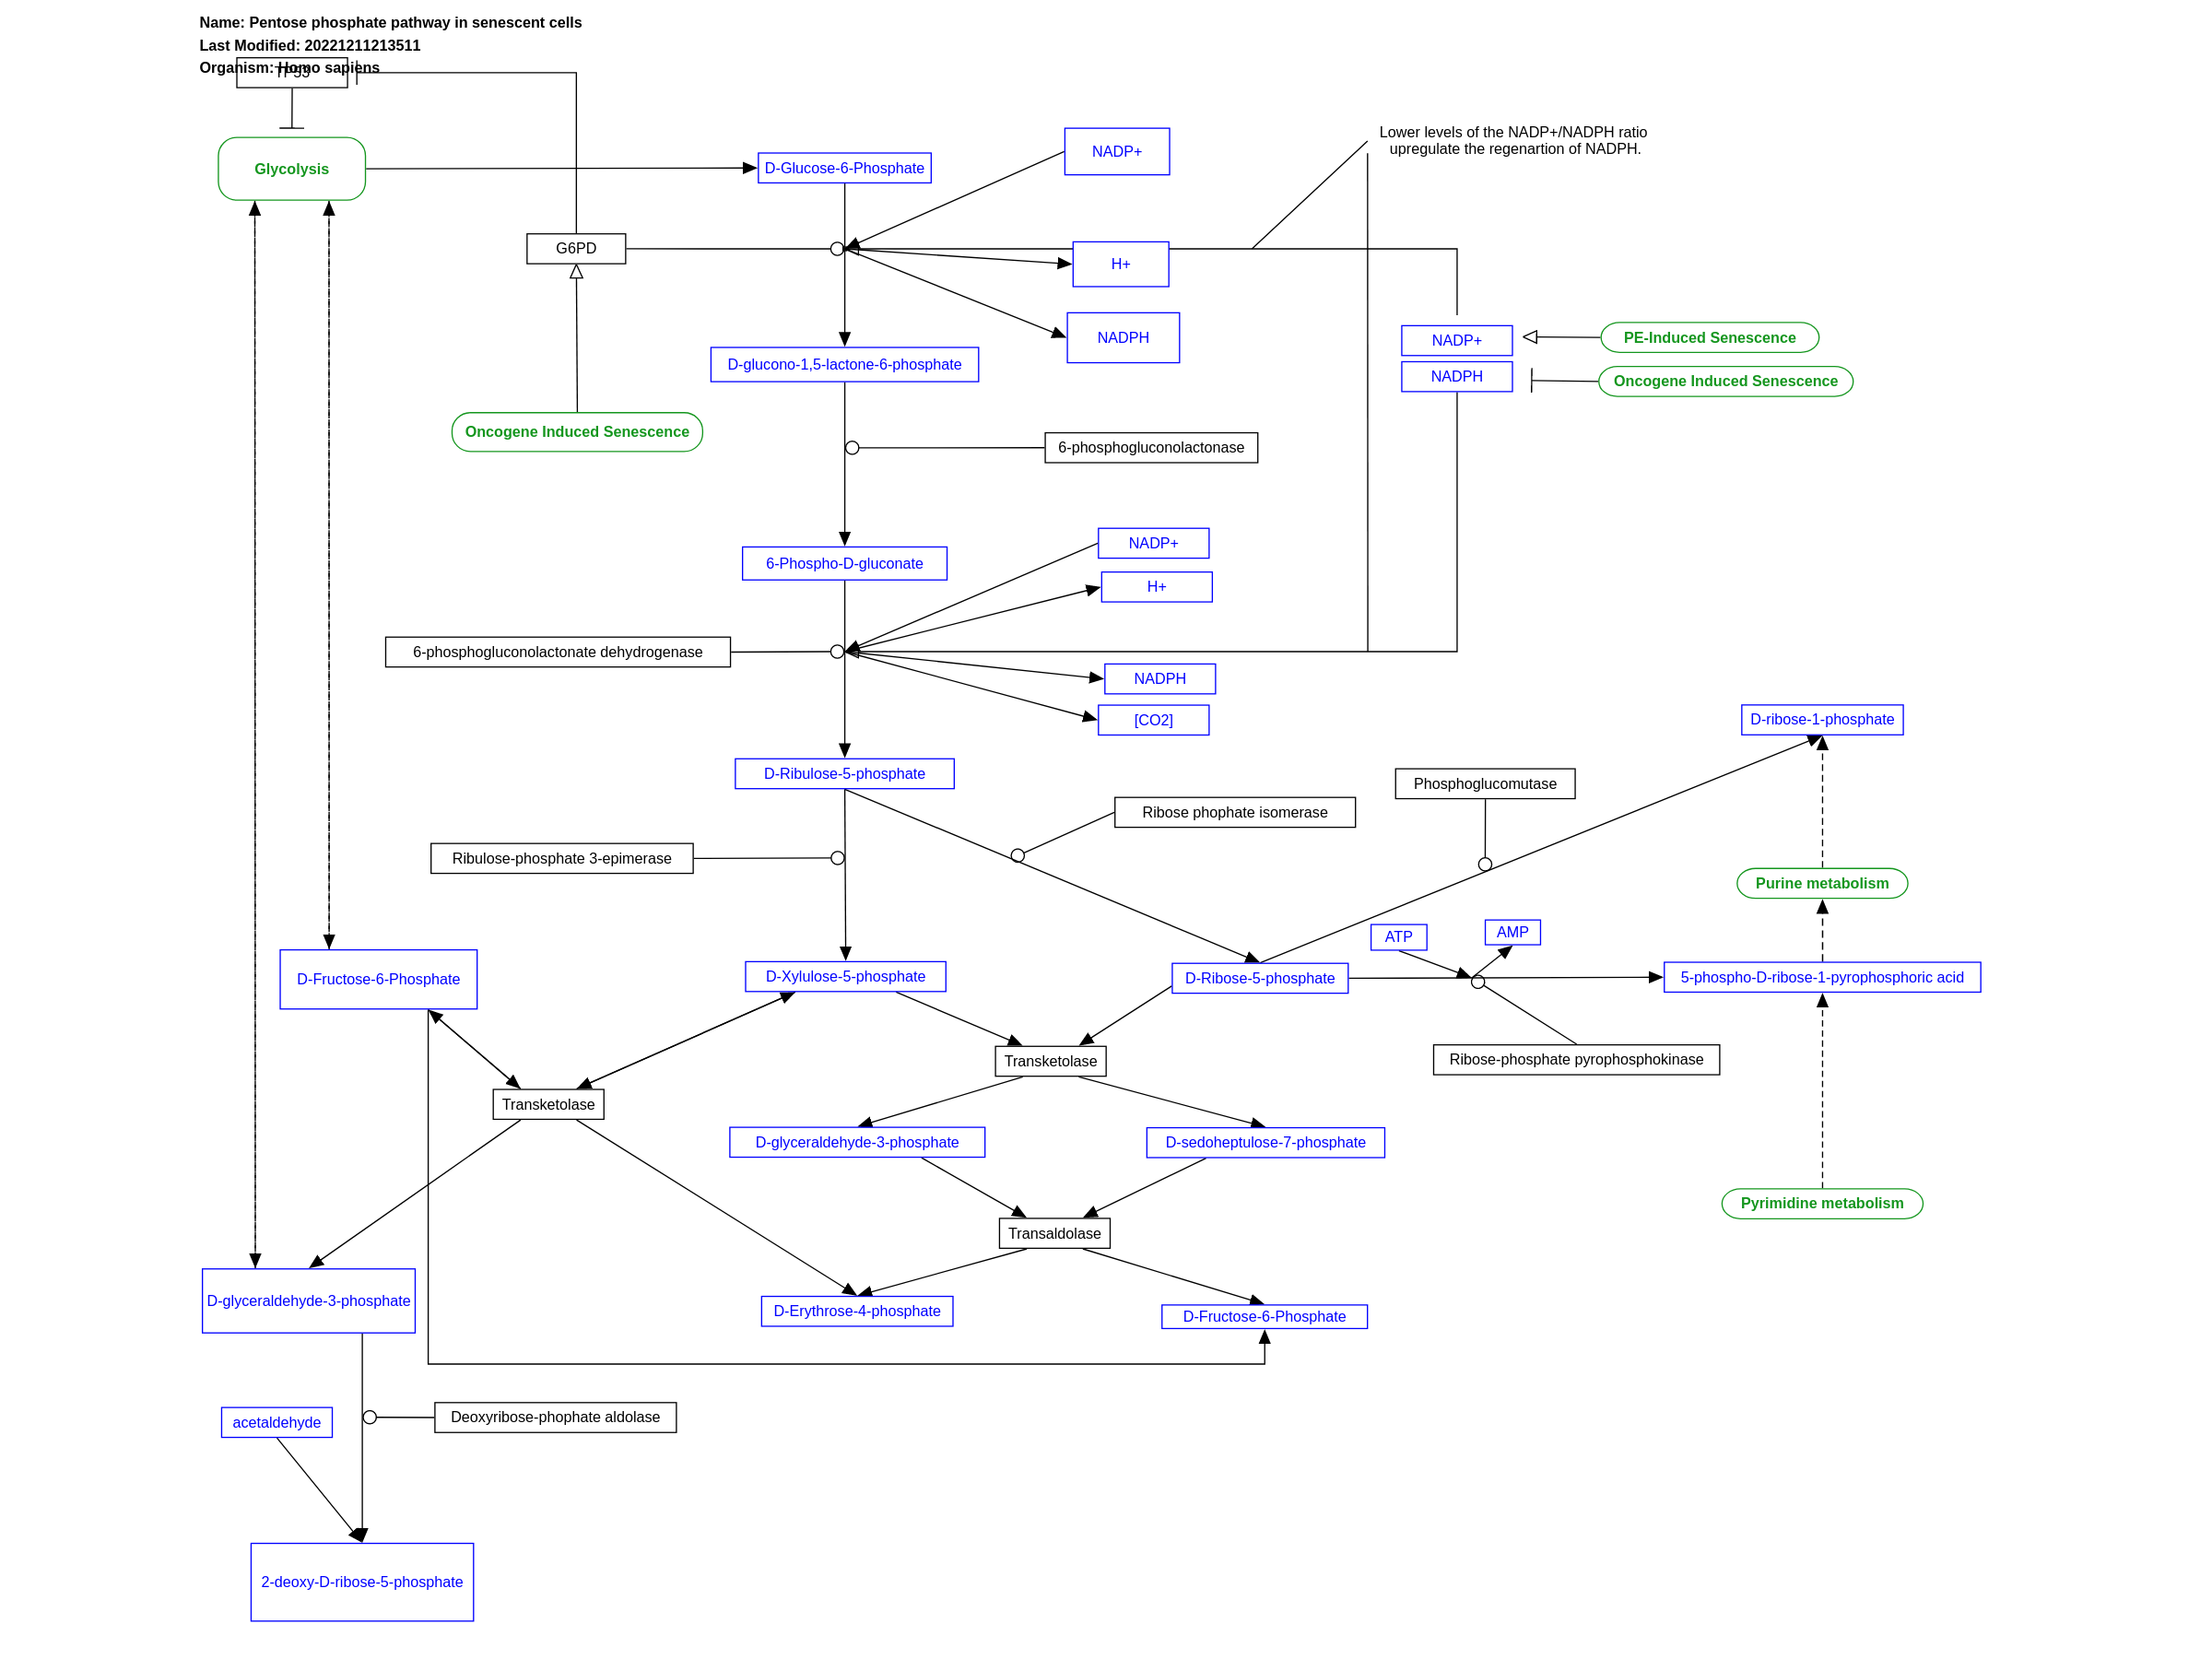 Name: Pentose phosphate pathway in senescent cells
Last Modified: 20221211213511
Organism: Homo sapiens
TP53
Lower levels of the NADP+/NADPH ratio
upregulate the regenartion of NADPH.
NADP+
Glycolysis
D-Glucose-6-Phosphate
G6PD
H+
NADPH
NADP+
PE-Induced Senescence
D-glucono-1,5-lactone-6-phosphate
NADPH
Oncogene Induced Senescence
Oncogene Induced Senescence
6-phosphogluconolactonase
NADP+
6-Phospho-D-gluconate
H+
6-phosphogluconolactonate dehydrogenase
NADPH
[CO2]
D-ribose-1-phosphate
D-Ribulose-5-phosphate
Phosphoglucomutase
Ribose phophate isomerase
Ribulose-phosphate 3-epimerase
Purine metabolism
ATP
AMP
D-Fructose-6-Phosphate
D-Xylulose-5-phosphate
D-Ribose-5-phosphate
5-phospho-D-ribose-1-pyrophosphoric acid
Transketolase
Ribose-phosphate pyrophosphokinase
Transketolase
D-glyceraldehyde-3-phosphate
D-sedoheptulose-7-phosphate
Pyrimidine metabolism
Transaldolase
D-glyceraldehyde-3-phosphate
D-Erythrose-4-phosphate
D-Fructose-6-Phosphate
acetaldehyde
Deoxyribose-phophate aldolase
2-deoxy-D-ribose-5-phosphate